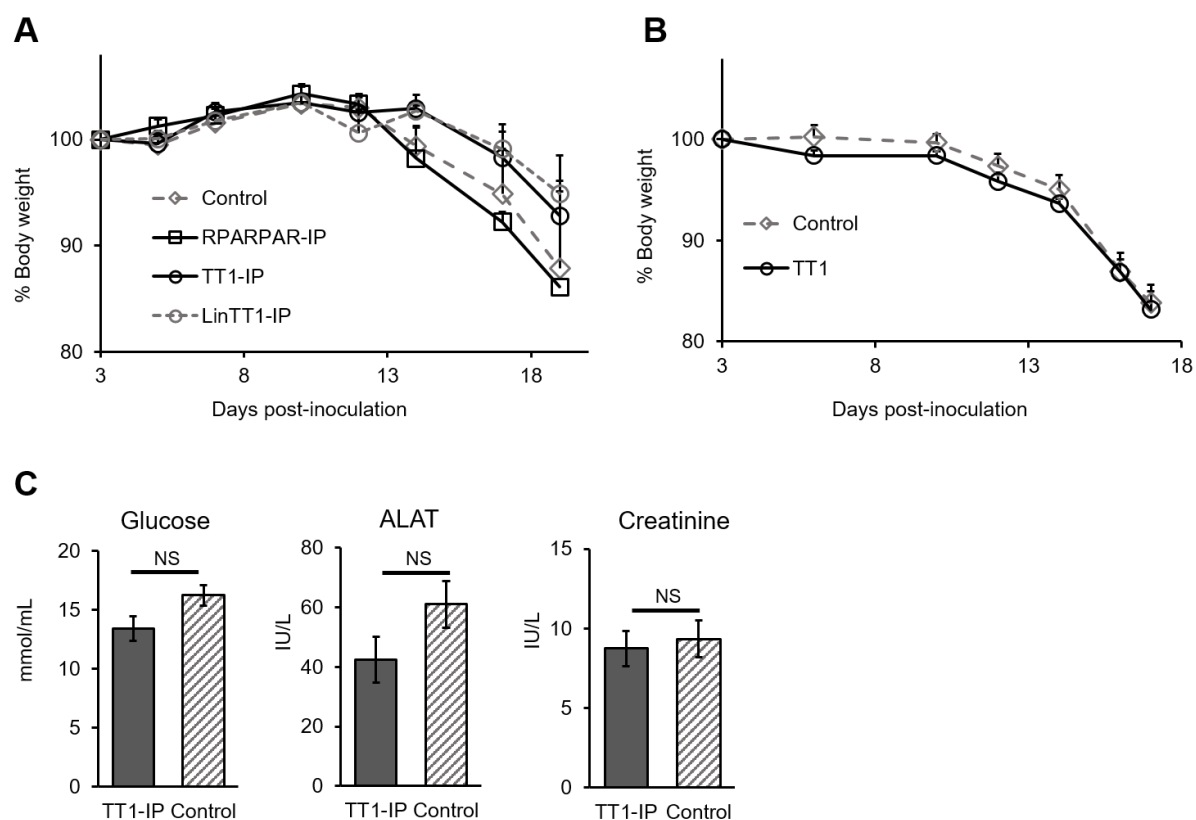 A
% Body weight
100
90
80
3
8
13
18
Days post-inoculation
Control
RPARPAR-IP
TT1-IP
LinTT1-IP
B
% Body weight
100
90
80
3
8
13
18
Days post-inoculation
Control
TT1
C
Glucose
mmol/mL
20
15
10
5
0
NS
TT1-IP Control
ALAT
IU/L
80
60
40
20
0
NS
TT1-IP Control
Creatinine
IU/L
15
10
5
0
NS
TT1-IP Control